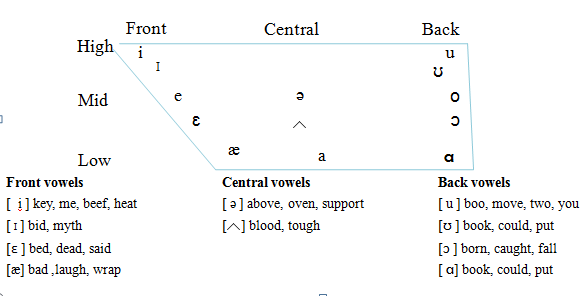 Front Central Back
High i u
ɪ ʊ
Mid e ə o
ɛ ㅅ ɔ
æ a ɑ
Low
Front vowels Central vowels Back vowels
[ i̩ ] key, me, beef, heat [ ə ] above, oven, support [ u ] boo, move, two, you
[ɪ ] bid, myth [ㅅ] blood, tough [ʊ ] book, could, put
[ɛ ] bed, dead, said [ɔ ] born, caught, fall
[æ] bad ,laugh, wrap [ ɑ] book, could, put